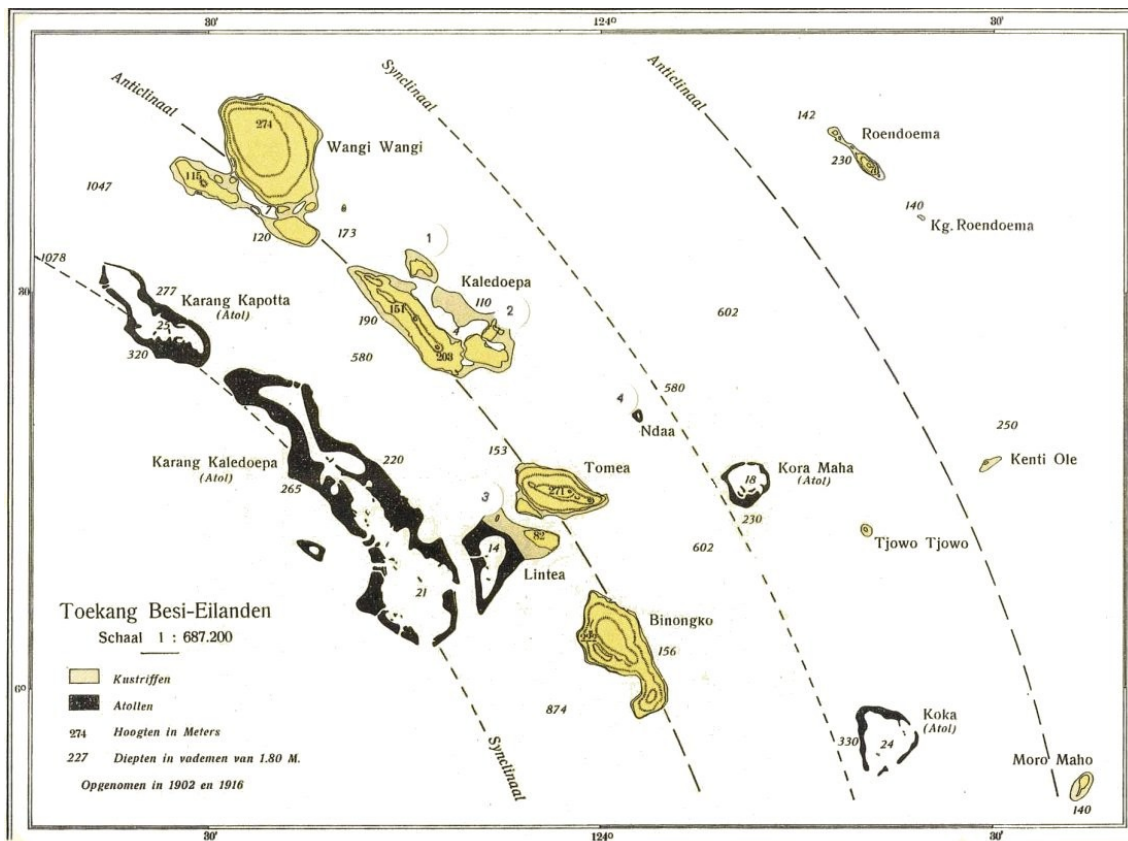 30'
124°
30'
Anticlinaal
Synclinaal
Anticlinaal
274
Wangi Wangi
142
Roendoema
230
115
1047
7
140
Kg. Roendoema
120
173
1
1078
30
Kaledoepa
277
Karang Kapotta
(Atol)
25
110
151
2
190
4
602
320
203
580
580
4
Ndaa
250
153
Kenti Ole
Karang Kaledoepa
(Atol)
220
265
Tomea
271
Kora Maha
(Atol)
18
3
230
82
14
Tjowo Tjowo
602
Lintea
21
Toekang Besi-Eilanden
Schaal 1 : 687.200
Binongko
222
156
Kustriffen
Atollen
6°
874
Koka
(Atol)
274 Hoogten in Meters
227 Diepten in vademen van 1.80 M.
Opgenomen in 1902 en 1916
Synclinaal
330
24
Moro Maho
140
30'
124°
30'